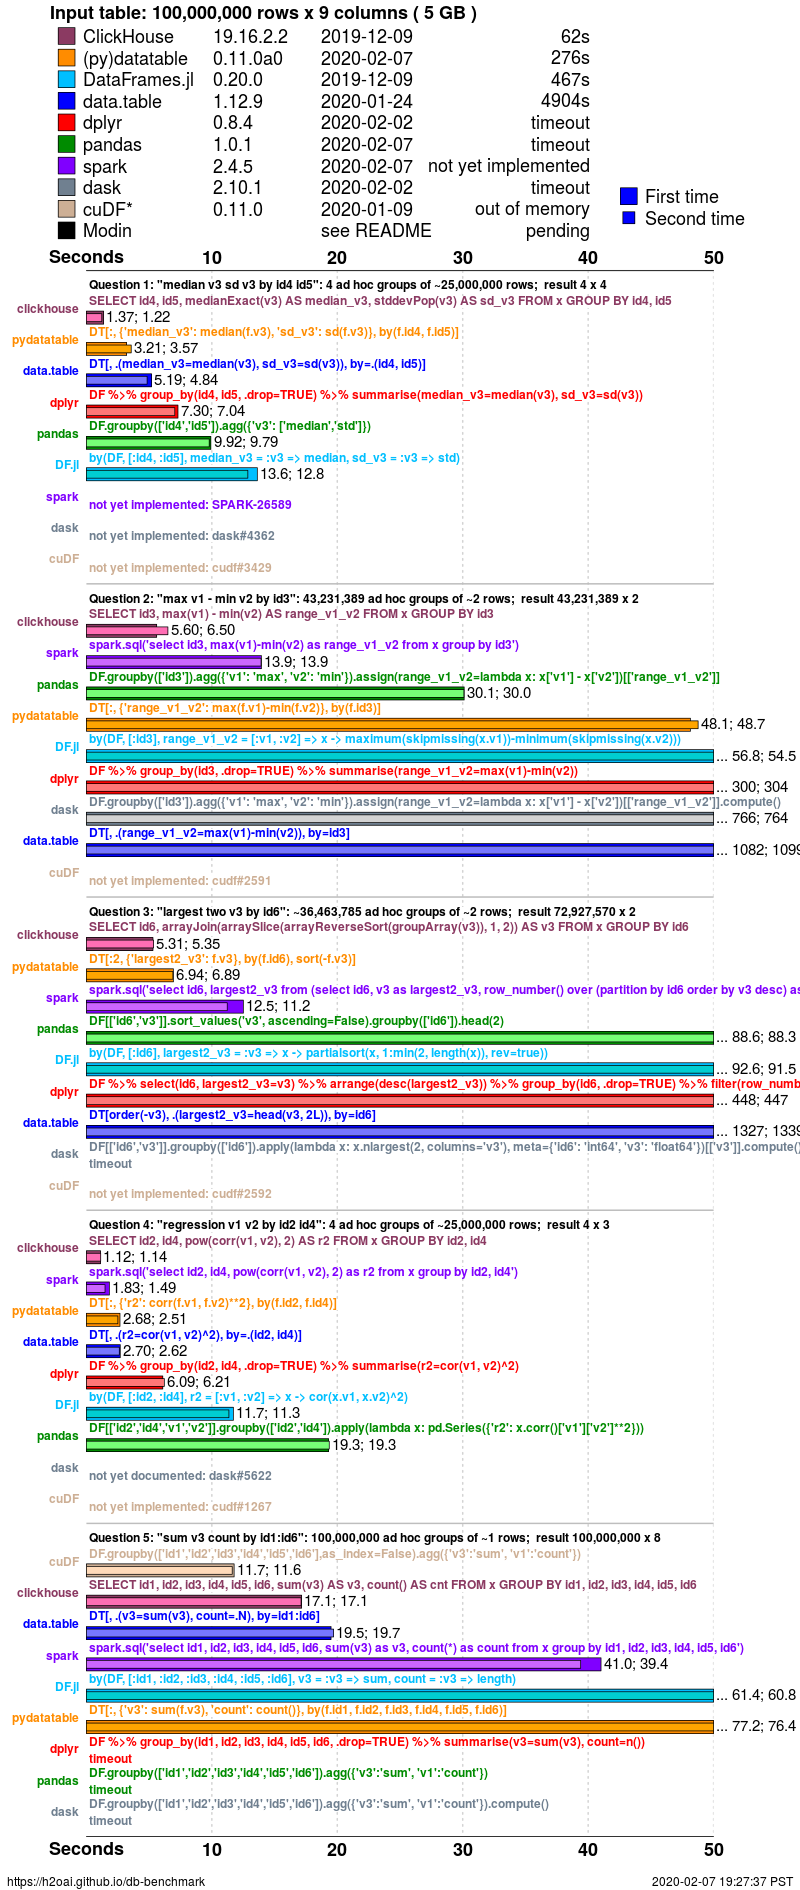 Input table: 100,000,000 rows x 9 columns ( 5 GB )
ClickHouse 19.16.2.2 2019-12-09 62s
(py)datatable 0.11.0a0 2020-02-07 276s
DataFrames.jl 0.20.0 2019-12-09 467s
data.table 1.12.9 2020-01-24 4904s
dplyr 0.8.4 2020-02-02 timeout
pandas 1.0.1 2020-02-07 timeout
spark 2.4.5 2020-02-07 not yet implemented
dask 2.10.1 2020-02-02 timeout
cuDF* 0.11.0 2020-01-09 out of memory
Modin see README pending
First time
Second time
Seconds 10 20 30 40 50
Question 1: "median v3 sd v3 by id4 id5": 4 ad hoc groups of ~25,000,000 rows; result 4 x 4
SELECT id4, id5, medianExact(v3) AS median_v3, stddevPop(v3) AS sd_v3 FROM x GROUP BY id4, id5
clickhouse 1.37; 1.22
DT[:, {'median_v3': median(f.v3), 'sd_v3': sd(f.v3)}, by(f.id4, f.id5)]
pydatatable 3.21; 3.57
DT[, .(median_v3=median(v3), sd_v3=sd(v3)), by=.(id4, id5)]
data.table 5.19; 4.84
DF %>% group_by(id4, id5, .drop=TRUE) %>% summarise(median_v3=median(v3), sd_v3=sd(v3))
dplyr 7.30; 7.04
DF.groupby(['id4','id5']).agg({'v3': ['median','std']})
pandas 9.92; 9.79
by(DF, [:id4, :id5], median_v3 = :v3 => median, sd_v3 = :v3 => std)
DF.jl 13.6; 12.8
spark not yet implemented: SPARK-26589
dask not yet implemented: dask#4362
cuDF not yet implemented: cudf#3429
Question 2: "max v1 - min v2 by id3": 43,231,389 ad hoc groups of ~2 rows; result 43,231,389 x 2
SELECT id3, max(v1) - min(v2) AS range_v1_v2 FROM x GROUP BY id3
clickhouse 5.60; 6.50
spark.sql('select id3, max(v1)-min(v2) as range_v1_v2 from x group by id3')
spark 13.9; 13.9
DF.groupby(['id3']).agg({'v1': 'max', 'v2': 'min'}).assign(range_v1_v2=lambda x: x['v1'] - x['v2'])[['range_v1_v2']]
pandas 30.1; 30.0
DT[:, {'range_v1_v2': max(f.v1)-min(f.v2)}, by(f.id3)]
pydatatable 48.1; 48.7
by(DF, [:id3], range_v1_v2 = [:v1, :v2] => x -> maximum(skipmissing(x.v1))-minimum(skipmissing(x.v2)))
DF.jl ... 56.8; 54.5
DF %>% group_by(id3, .drop=TRUE) %>% summarise(range_v1_v2=max(v1)-min(v2))
dplyr ... 300; 304
DF.groupby(['id3']).agg({'v1': 'max', 'v2': 'min'}).assign(range_v1_v2=lambda x: x['v1'] - x['v2'])[['range_v1_v2']].compute()
dask ... 766; 764
DT[, .(range_v1_v2=max(v1)-min(v2)), by=id3]
data.table ... 1082; 1099
cuDF not yet implemented: cudf#2591
Question 3: "largest two v3 by id6": ~36,463,785 ad hoc groups of ~2 rows; result 72,927,570 x 2
SELECT id6, arrayJoin(arraySlice(arrayReverseSort(groupArray(v3)), 1, 2)) AS v3 FROM x GROUP BY id6
clickhouse 5.31; 5.35
DT[:2, {'largest2_v3': f.v3}, by(f.id6), sort(-f.v3)]
pydatatable 6.94; 6.89
spark.sql('select id6, largest2_v3 from (select id6, v3 as largest2_v3, row_number() over (partition by id6 order by v3 desc) as
spark 12.5; 11.2
DF[['id6','v3']].sort_values('v3', ascending=False).groupby(['id6']).head(2)
pandas ... 88.6; 88.3
by(DF, [:id6], largest2_v3 = :v3 => x -> partialsort(x, 1:min(2, length(x)), rev=true))
DF.jl ... 92.6; 91.5
DF %>% select(id6, largest2_v3=v3) %>% arrange(desc(largest2_v3)) %>% group_by(id6, .drop=TRUE) %>% filter(row_numb
dplyr ... 448; 447
DT[order(-v3), .(largest2_v3=head(v3, 2L)), by=id6]
data.table ... 1327; 1339
DF[['id6','v3']].groupby(['id6']).apply(lambda x: x.nlargest(2, columns='v3'), meta={'id6': 'int64', 'v3': 'float64'})[['v3']].compute()
dask timeout
cuDF not yet implemented: cudf#2592
Question 4: "regression v1 v2 by id2 id4": 4 ad hoc groups of ~25,000,000 rows; result 4 x 3
SELECT id2, id4, pow(corr(v1, v2), 2) AS r2 FROM x GROUP BY id2, id4
clickhouse 1.12; 1.14
spark.sql('select id2, id4, pow(corr(v1, v2), 2) as r2 from x group by id2, id4')
spark 1.83; 1.49
DT[:, {'r2': corr(f.v1, f.v2)**2}, by(f.id2, f.id4)]
pydatatable 2.68; 2.51
DT[, .(r2=cor(v1, v2)^2), by=.(id2, id4)]
data.table 2.70; 2.62
DF %>% group_by(id2, id4, .drop=TRUE) %>% summarise(r2=cor(v1, v2)^2)
dplyr 6.09; 6.21
by(DF, [:id2, :id4], r2 = [:v1, :v2] => x -> cor(x.v1, x.v2)^2)
DF.jl 11.7; 11.3
DF[['id2','id4','v1','v2']].groupby(['id2','id4']).apply(lambda x: pd.Series({'r2': x.corr()['v1']['v2']**2}))
pandas 19.3; 19.3
dask not yet documented: dask#5622
cuDF not yet implemented: cudf#1267
Question 5: "sum v3 count by id1:id6": 100,000,000 ad hoc groups of ~1 rows; result 100,000,000 x 8
DF.groupby(['id1','id2','id3','id4','id5','id6'],as_index=False).agg({'v3':'sum', 'v1':'count'})
cuDF 11.7; 11.6
SELECT id1, id2, id3, id4, id5, id6, sum(v3) AS v3, count() AS cnt FROM x GROUP BY id1, id2, id3, id4, id5, id6
clickhouse 17.1; 17.1
DT[, .(v3=sum(v3), count=.N), by=id1:id6]
data.table 19.5; 19.7
spark.sql('select id1, id2, id3, id4, id5, id6, sum(v3) as v3, count(*) as count from x group by id1, id2, id3, id4, id5, id6')
spark 41.0; 39.4
by(DF, [:id1, :id2, :id3, :id4, :id5, :id6], v3 = :v3 => sum, count = :v3 => length)
DF.jl ... 61.4; 60.8
DT[:, {'v3': sum(f.v3), 'count': count()}, by(f.id1, f.id2, f.id3, f.id4, f.id5, f.id6)]
pydatatable ... 77.2; 76.4
DF %>% group_by(id1, id2, id3, id4, id5, id6, .drop=TRUE) %>% summarise(v3=sum(v3), count=n())
dplyr timeout
DF.groupby(['id1','id2','id3','id4','id5','id6']).agg({'v3':'sum', 'v1':'count'})
pandas timeout
DF.groupby(['id1','id2','id3','id4','id5','id6']).agg({'v3':'sum', 'v1':'count'}).compute()
dask timeout
Seconds 10 20 30 40 50
https://h2oai.github.io/db-benchmark 2020-02-07 19:27:37 PST